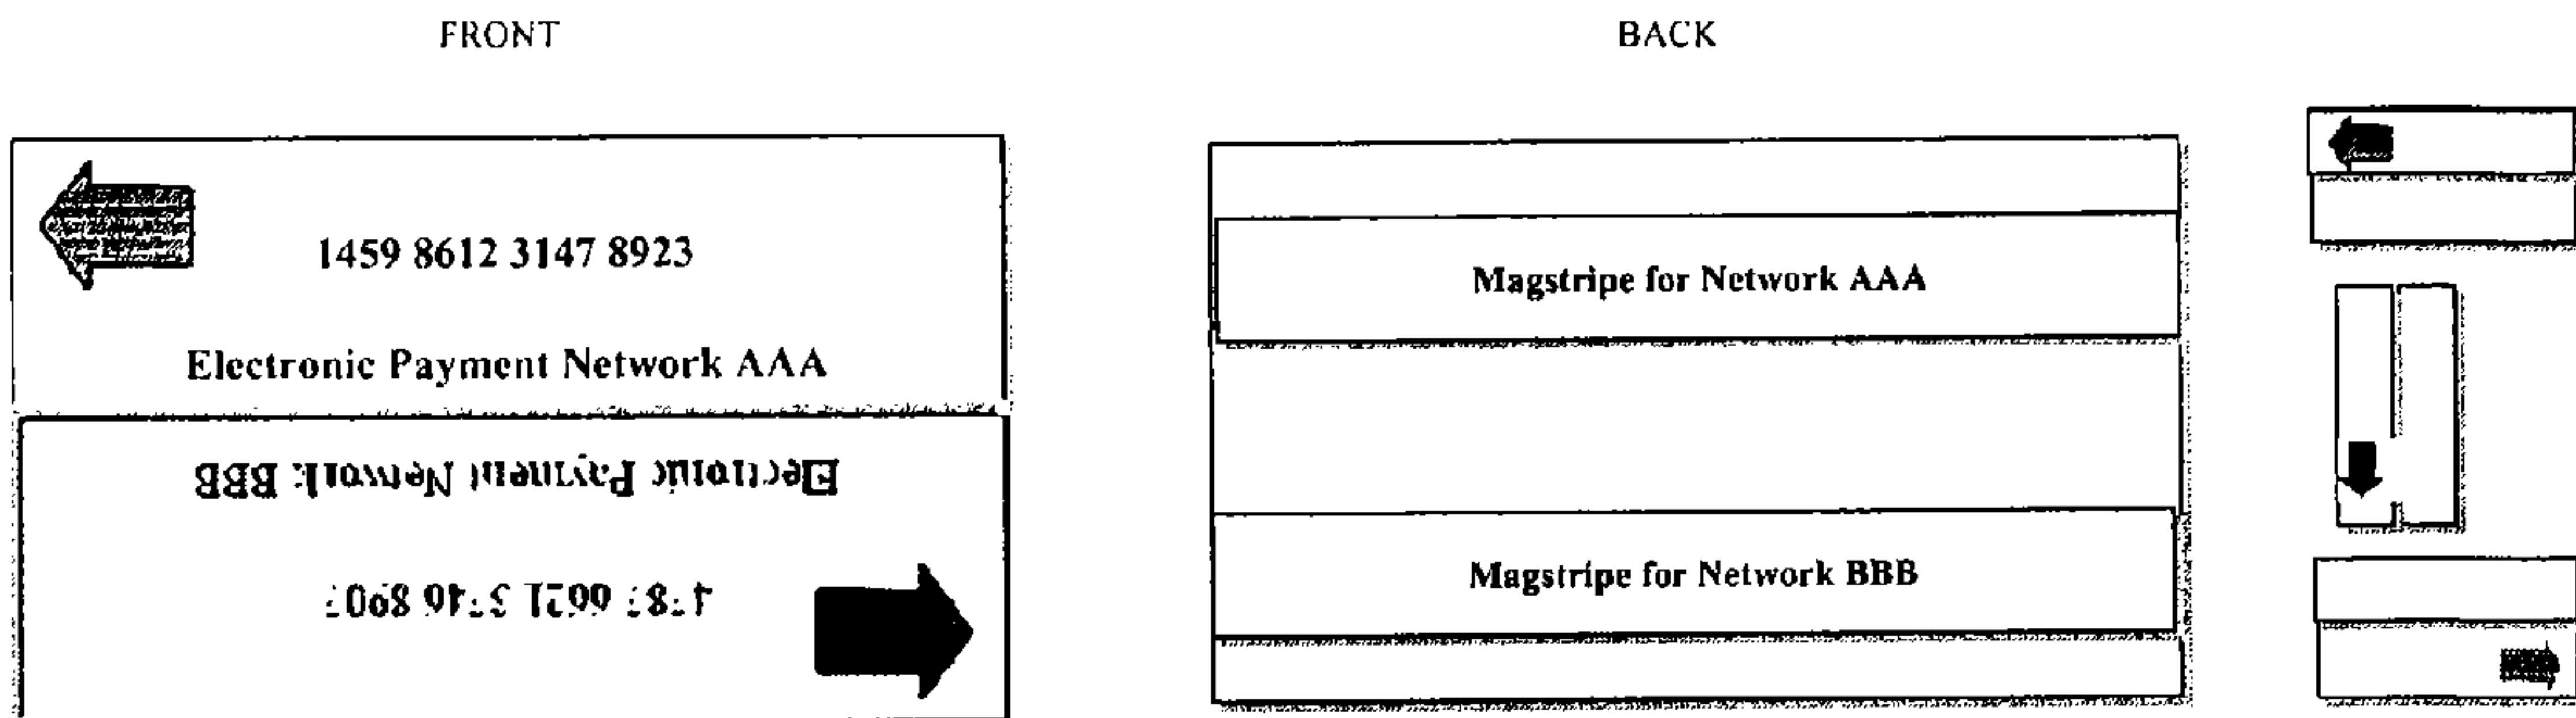 FRONT
BACK
1459 8612 3147 8923
Electronic Payment Network AAA
Electronic Payment Network BBB
6621
Magstripe for Network AAA
Magstripe for Network BBB